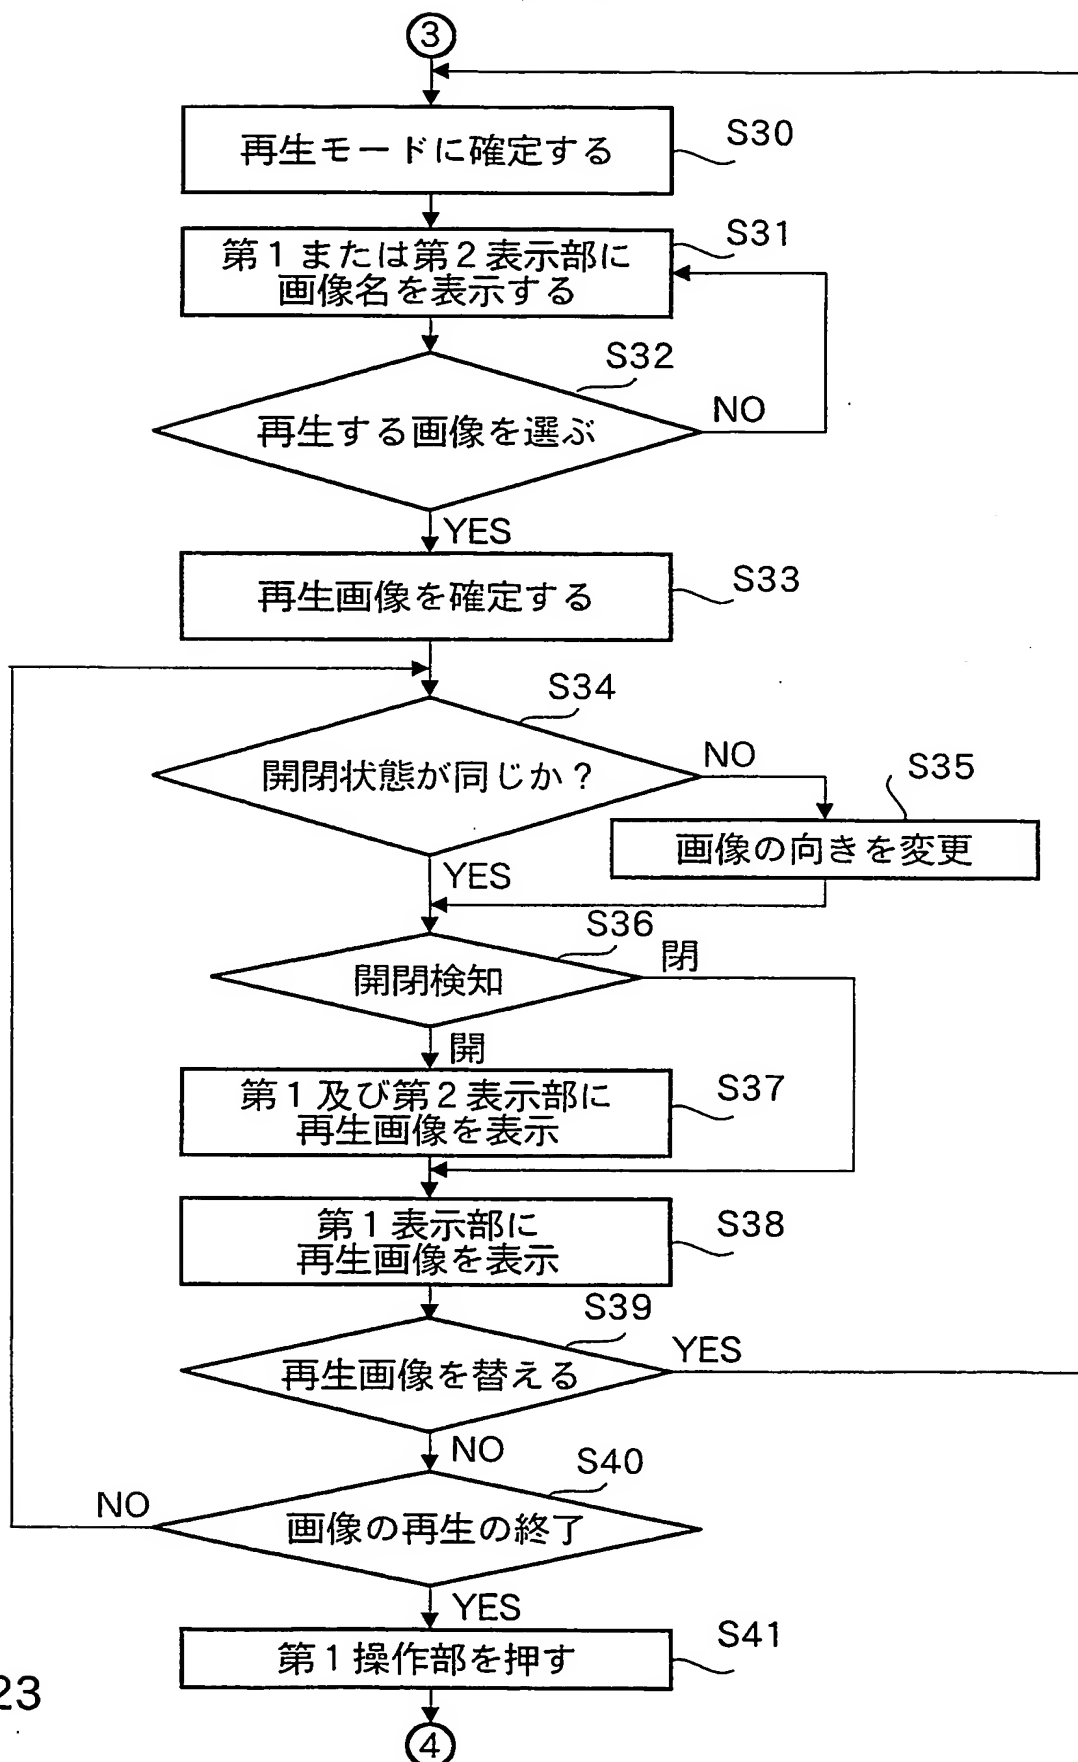 ③
再生モードに確定する
S30
第1または第2表示部に
画像名を表示する
S31
再生する画像を選ぶ
S32
NO
YES
再生画像を確定する
S33
開閉状態が同じか？
S34
NO
画像の向きを変更
S35
YES
開閉検知
S36
閉
開
第1及び第2表示部に
再生画像を表示
S37
第1表示部に
再生画像を表示
S38
再生画像を替える
S39
YES
NO
画像の再生の終了
S40
NO
YES
第1操作部を押す
S41
④
23